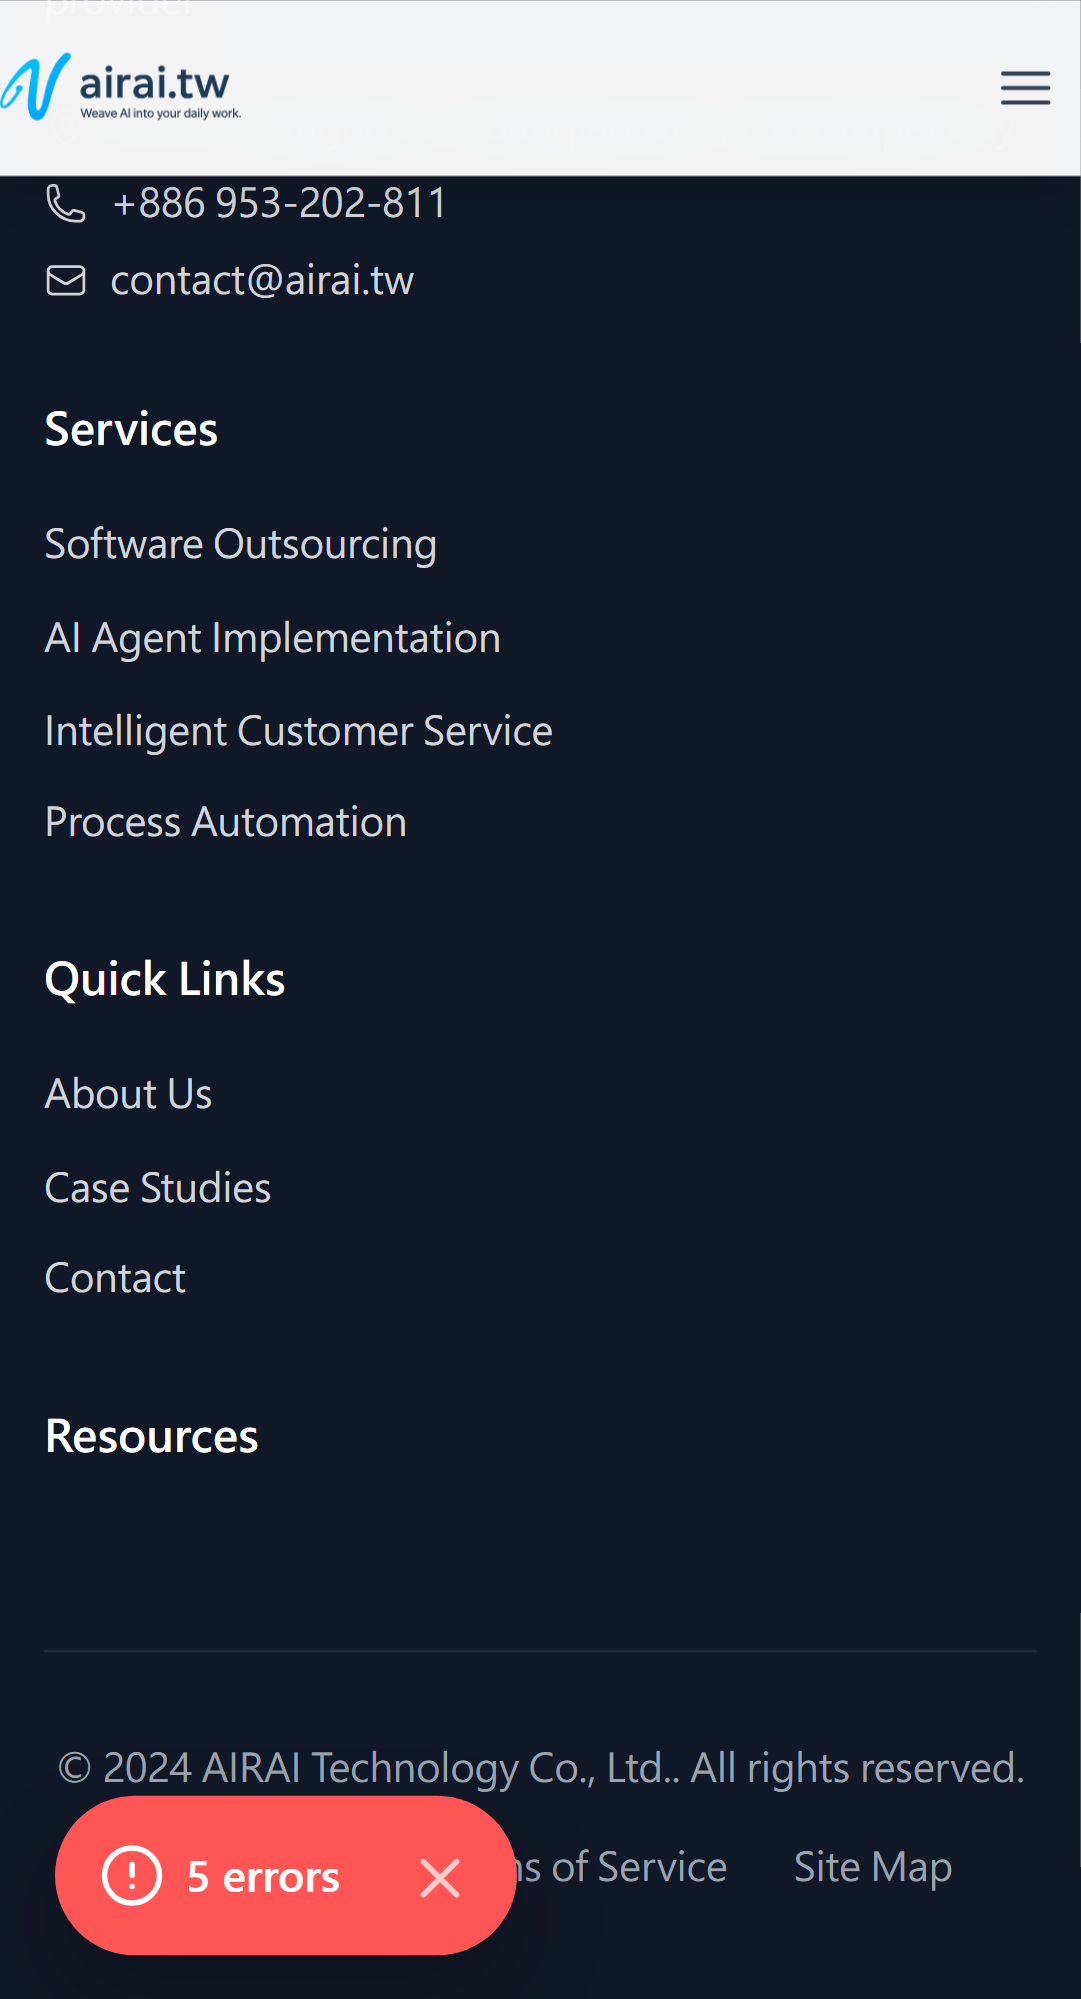 provider
airai.tw
Weave AI into your daily work.
+886 953-202-811
contact@airai.tw
Services
Software Outsourcing
AI Agent Implementation
Intelligent Customer Service
Process Automation
Quick Links
About Us
Case Studies
Contact
Resources
© 2024 AIRAI Technology Co., Ltd.. All rights reserved.
of Service Site Map
5 errors